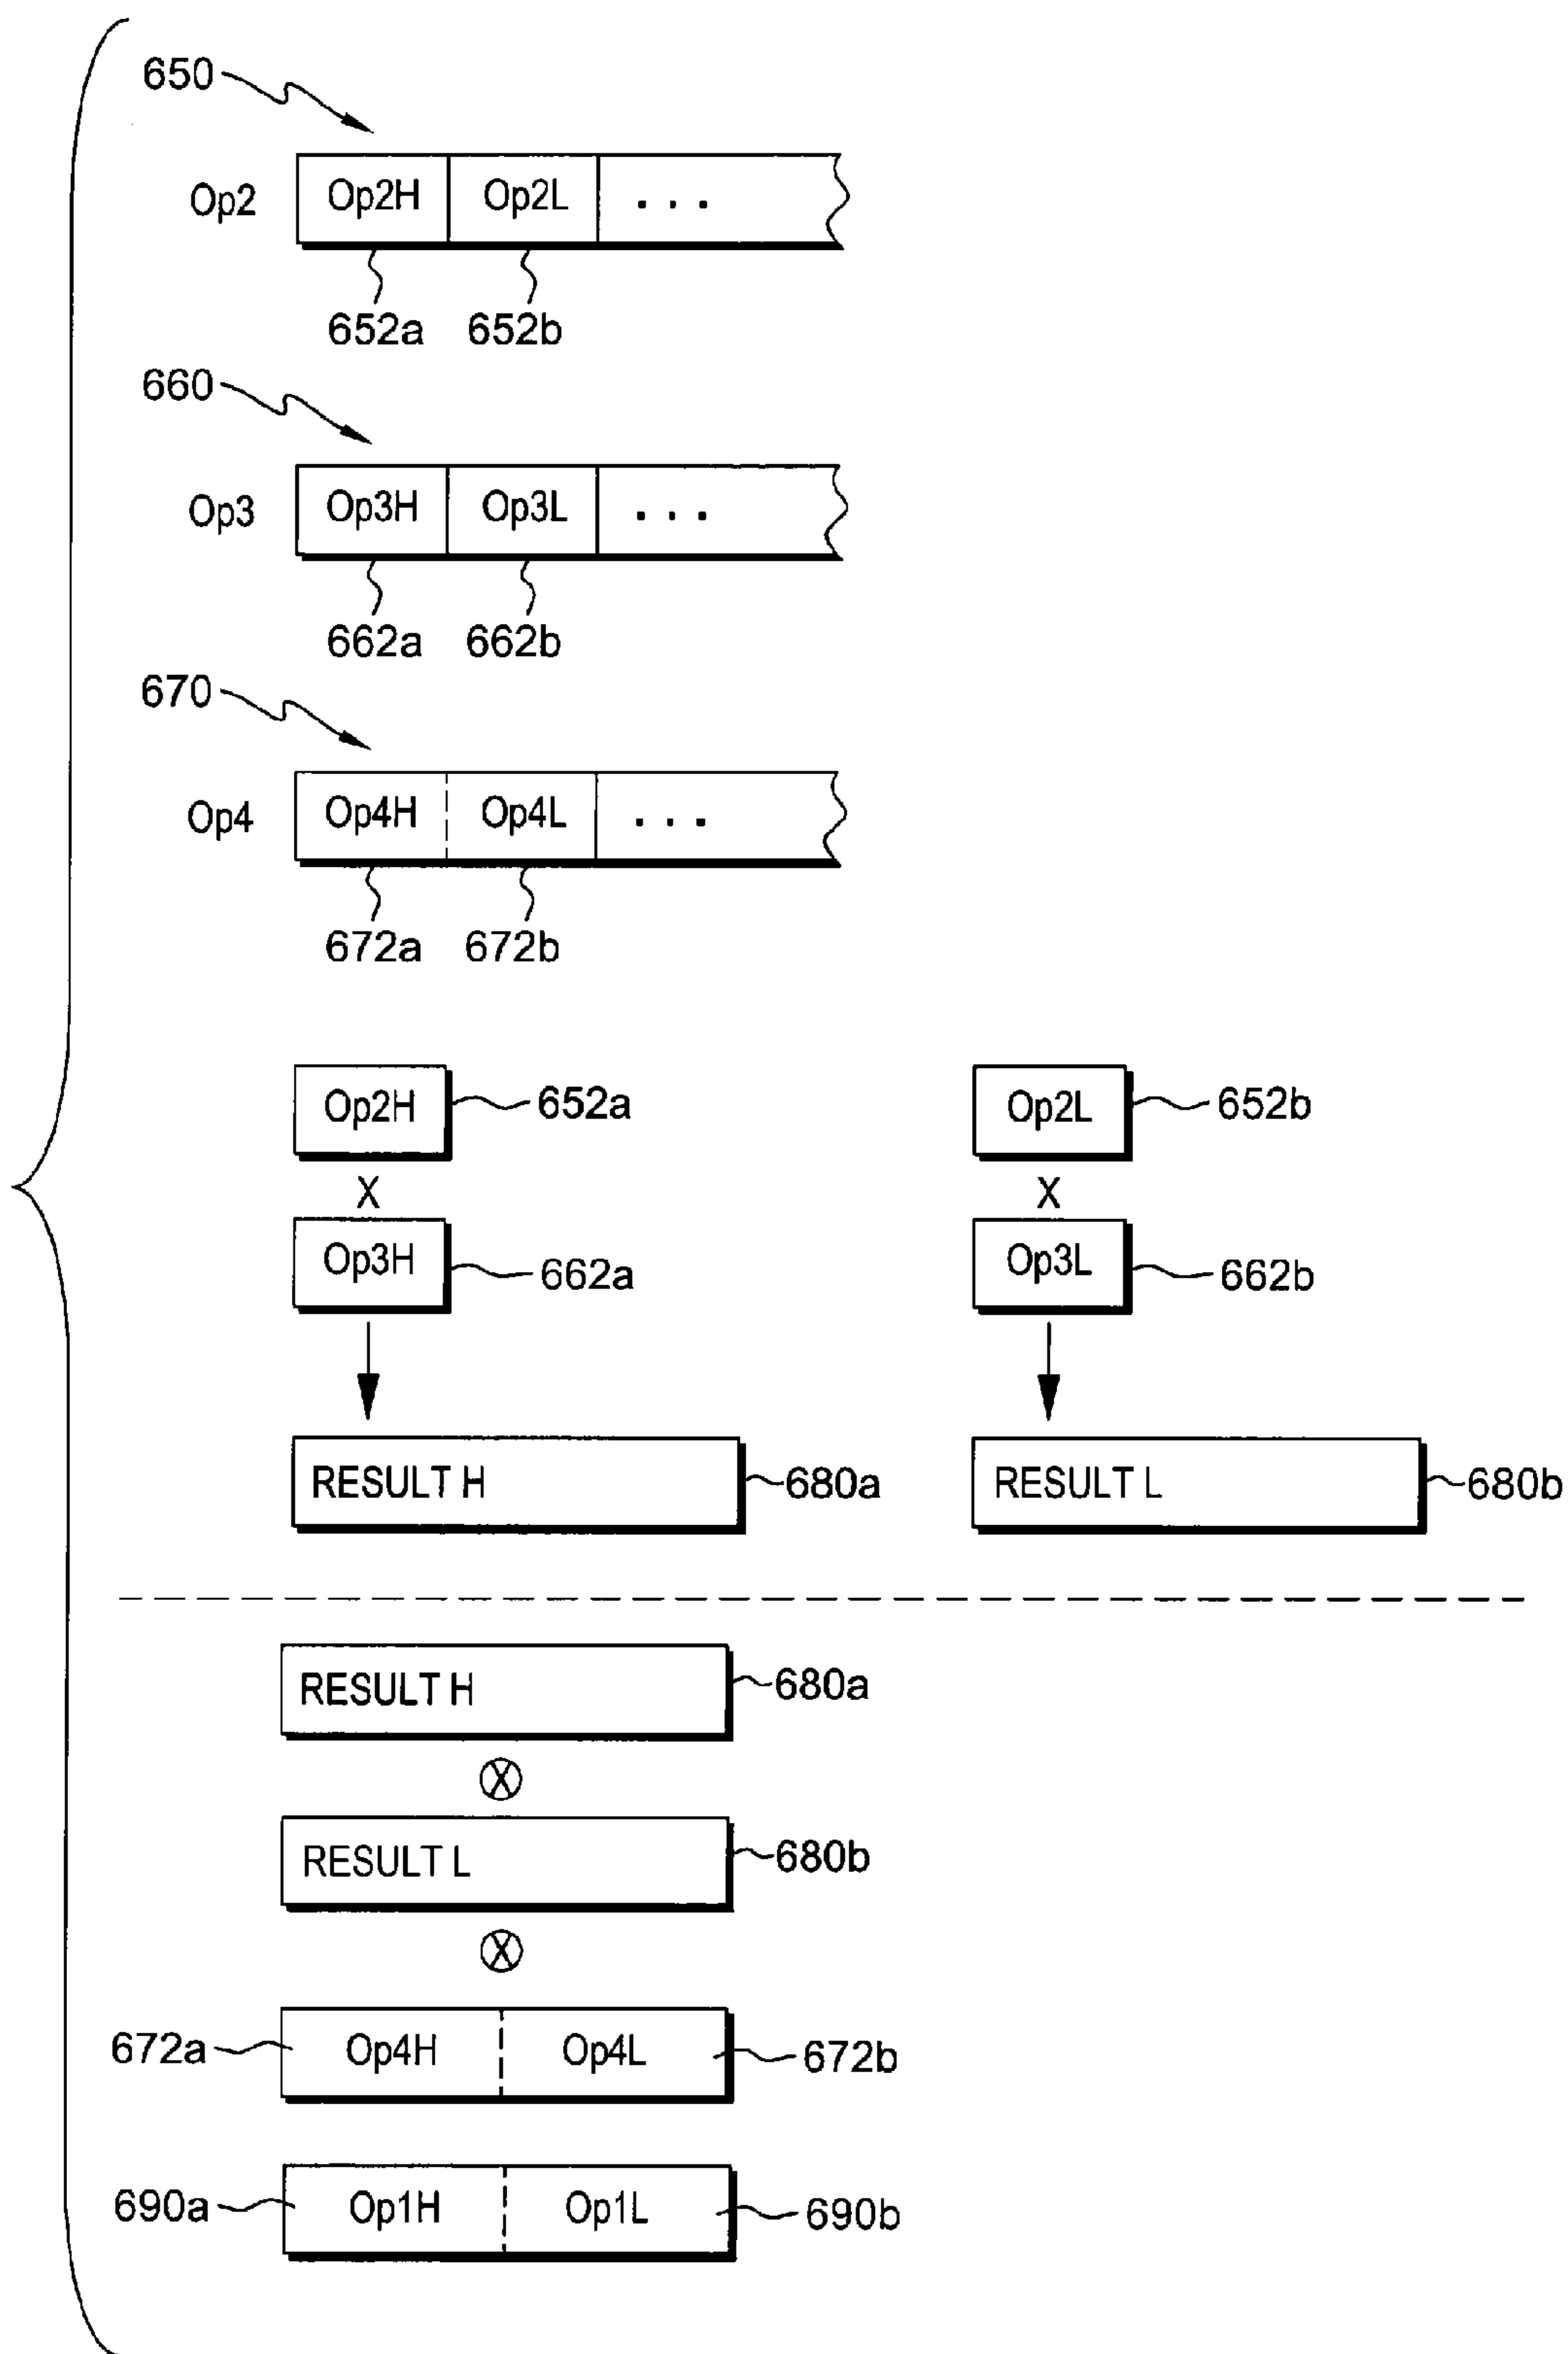 650
Op2 Op2H Op2L ...
652a 652b
660
Op3 Op3H Op3L ...
662a 662b
670
Op4 Op4H Op4L ...
672a 672b
Op2H 652a Op2L 652b
X X
Op3H 662a Op3L 662b
RESULT H 680a RESULT L 680b
RESULT H 680a
X
RESULT L 680b
X
672a Op4H Op4L 672b
690a Op1H Op1L 690b